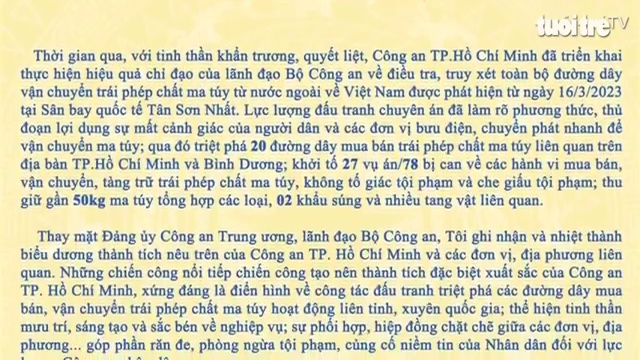 tuổi trẻ TV
Thời gian qua, với tinh thần khẩn trương, quyết liệt, Công an TP.Hồ Chí Minh đã triển khai
thực hiện hiệu quả chỉ đạo của lãnh đạo Bộ Công an về điều tra, truy xét toàn bộ đường dây
vận chuyển trái phép chất ma túy từ nước ngoài về Việt Nam được phát hiện từ ngày 16/3/2023
tại Sân bay quốc tế Tân Sơn Nhất. Lực lượng đấu tranh chuyên án đã làm rõ phương thức, thủ
đoạn lợi dụng sự mất cảnh giác của người dân và các đơn vị bưu điện, chuyển phát nhanh để
vận chuyển ma túy; qua đó triệt phá 20 đường dây mua bán trái phép chất ma túy liên quan trên
địa bàn TP.Hồ Chí Minh và Bình Dương; khởi tố 27 vụ án/78 bị can về các hành vi mua bán,
vận chuyển, tàng trữ trái phép chất ma túy, không tố giác tội phạm và che giấu tội phạm; thu
giữ gần 50kg ma túy tổng hợp các loại, 02 khẩu súng và nhiều tang vật liên quan.
Thay mặt Đảng ủy Công an Trung ương, lãnh đạo Bộ Công an, Tôi ghi nhận và nhiệt thành
biểu dương thành tích nêu trên của Công an TP. Hồ Chí Minh và các đơn vị, địa phương liên
quan. Những chiến công nối tiếp chiến công tạo nên thành tích đặc biệt xuất sắc của Công an
TP. Hồ Chí Minh, xứng đáng là điển hình về công tác đấu tranh triệt phá các đường dây mua
bán, vận chuyển trái phép chất ma túy hoạt động liên tỉnh, xuyên quốc gia; thể hiện tinh thần
mưu trí, sáng tạo và sắc bén về nghiệp vụ; sự phối hợp, hiệp đồng chặt chẽ giữa các đơn vị, địa
phương... góp phần răn đe, phòng ngừa tội phạm, củng cố niềm tin của Nhân dân đối với lực